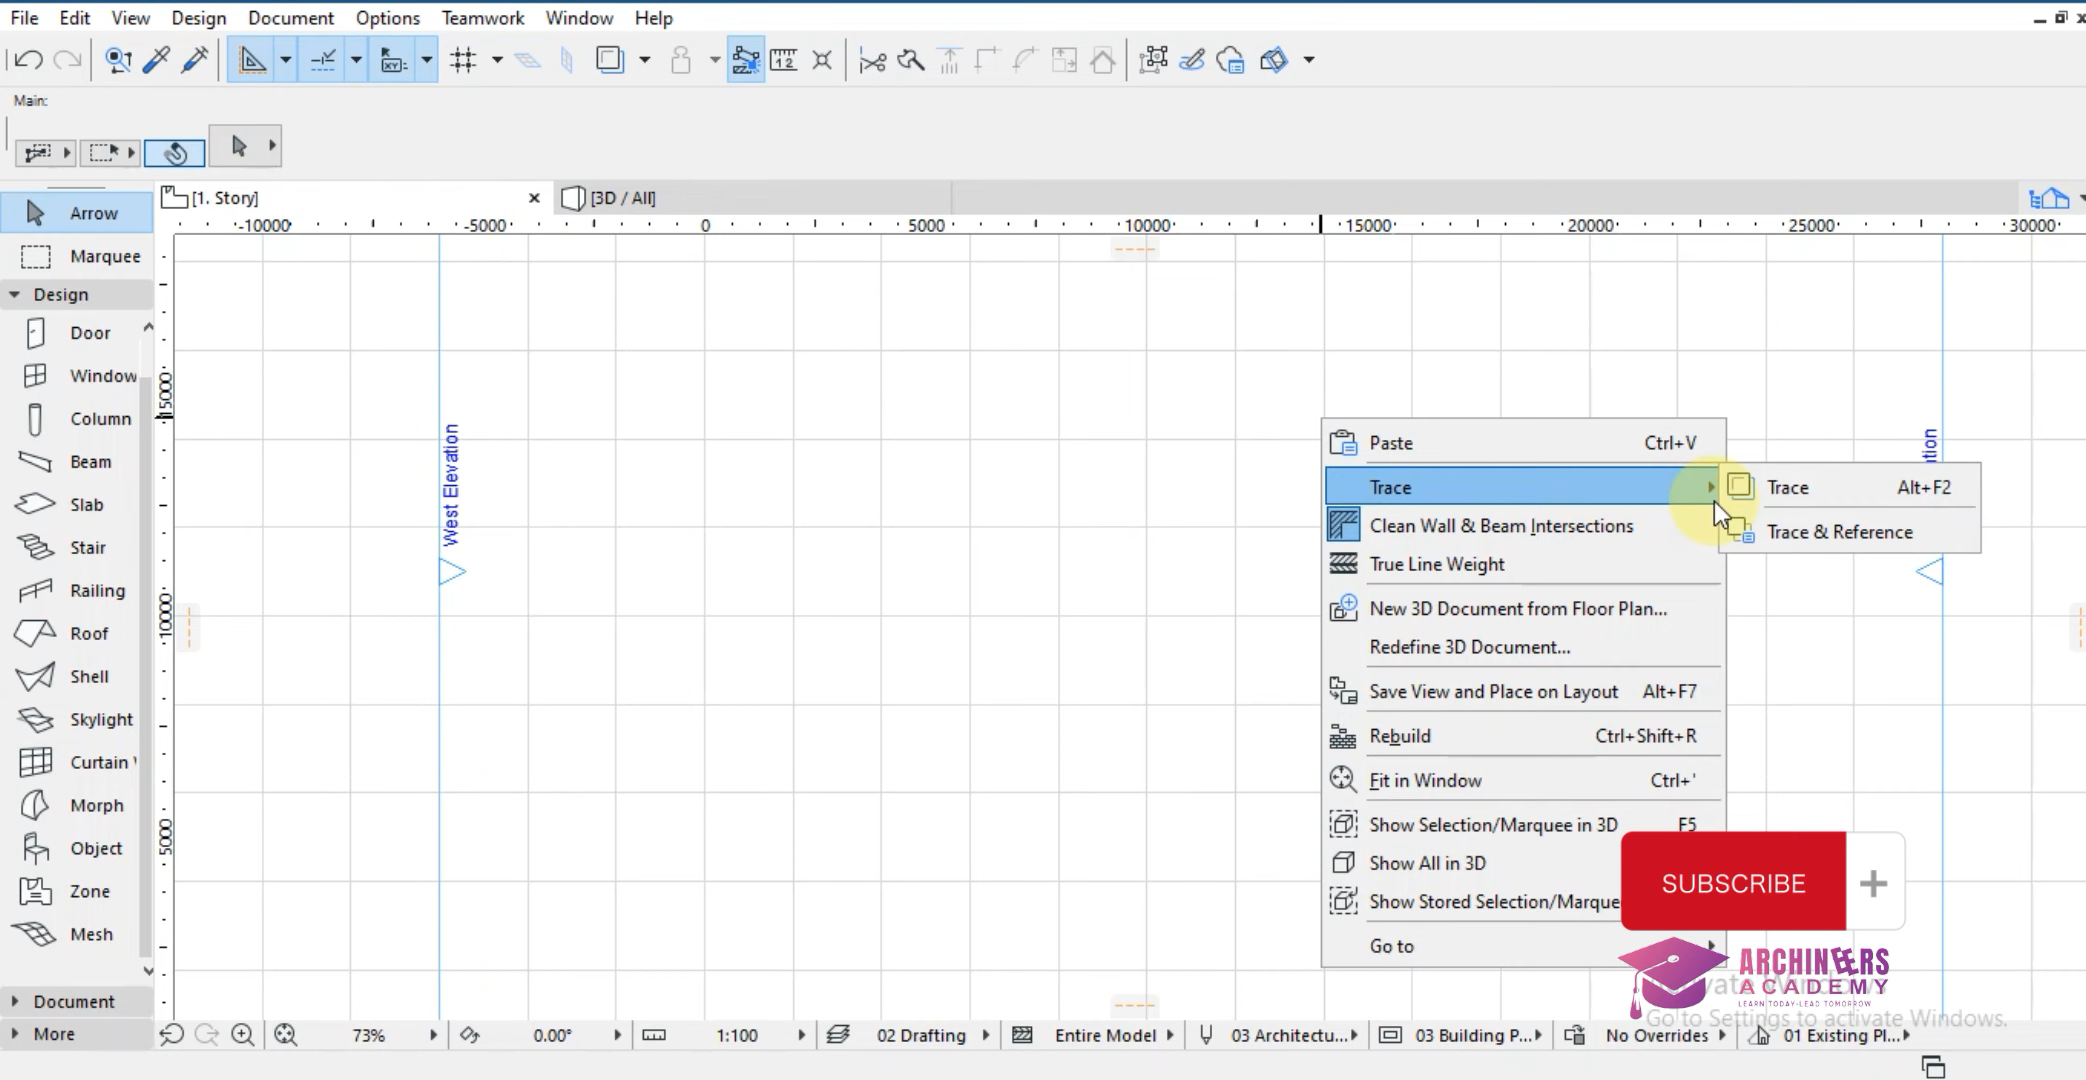 File Edit View Design Document Options Teamwork Window Help
Main:
[1. Story] [3D / All]
-10000 -5000 0 5000 10000 15000 20000 25000 30000
Arrow
Marquee
Design
Door
Window
Column
Beam
Slab
Stair
Railing
Roof
Shell
Skylight
Curtain
Morph
Object
Zone
Mesh
Document
More
15000
10000
5000
West Elevation
Paste Ctrl+V
Trace
Clean Wall & Beam Intersections
True Line Weight
New 3D Document from Floor Plan...
Redefine 3D Document...
Save View and Place on Layout Alt+F7
Rebuild Ctrl+Shift+R
Fit in Window Ctrl+'
Show Selection/Marquee in 3D F5
Show All in 3D
Show Stored Selection/Marque
Go to
Trace Alt+F2
Trace & Reference
SUBSCRIBE
ARCHINEERS
ACADEMY
LEARN TODAY-LEAD TOMORROW
Go to Settings to activate Windows.
73% 0.00° 1:100 02 Drafting Entire Model 03 Architectu... 03 Building P... No Overrides 01 Existing Pl...